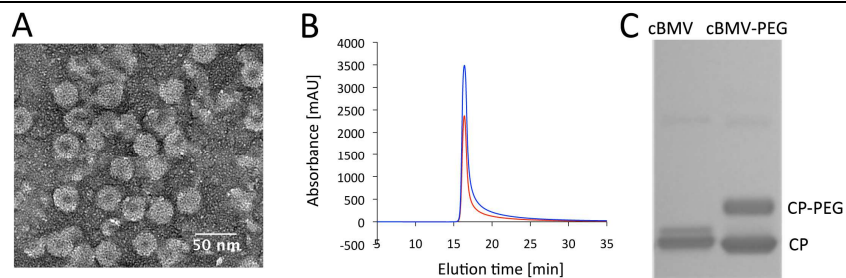 A
50 nm
B
Absorbance [mAU]
4000
3500
3000
2500
2000
1500
1000
500
0
-500
5
10
15
20
25
30
35
Elution time [min]
C
cBMV
cBMV-PEG
CP-PEG
CP